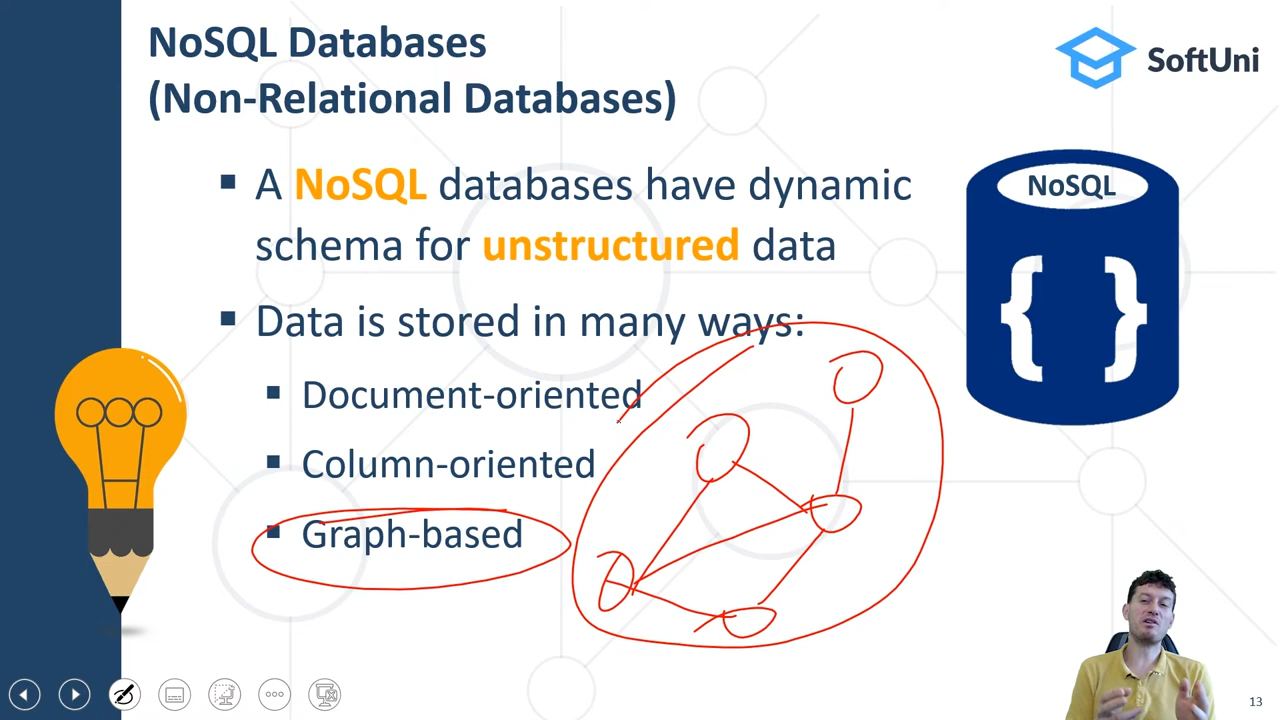 NoSQL Databases
(Non-Relational Databases)
SoftUni
▪ A NoSQL databases have dynamic
schema for unstructured data
NoSQL
{ }
▪ Data is stored in many ways:
▪ Document-oriented
▪ Column-oriented
▪ Graph-based
13